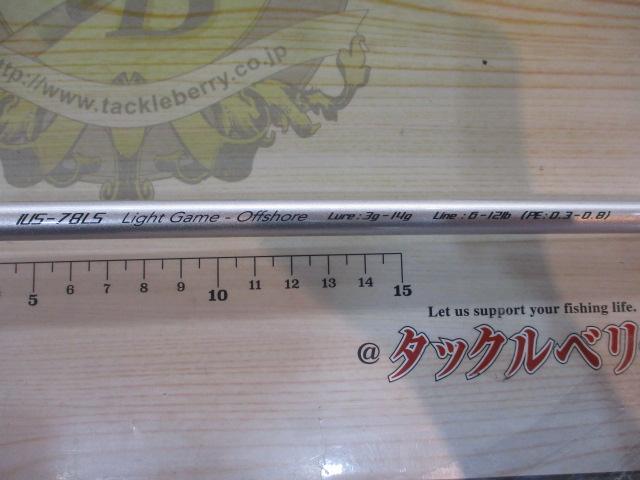 B
http://www.tackleberry.co.jp
IUS-78LS Light Game - Offshore Lure : 3g-14g Line : 6-12lb (PE:0.3-0.8)
5 6 7 8 9 10 11 12 13 14 15
Let us support your fishing life.
@タックルベリ